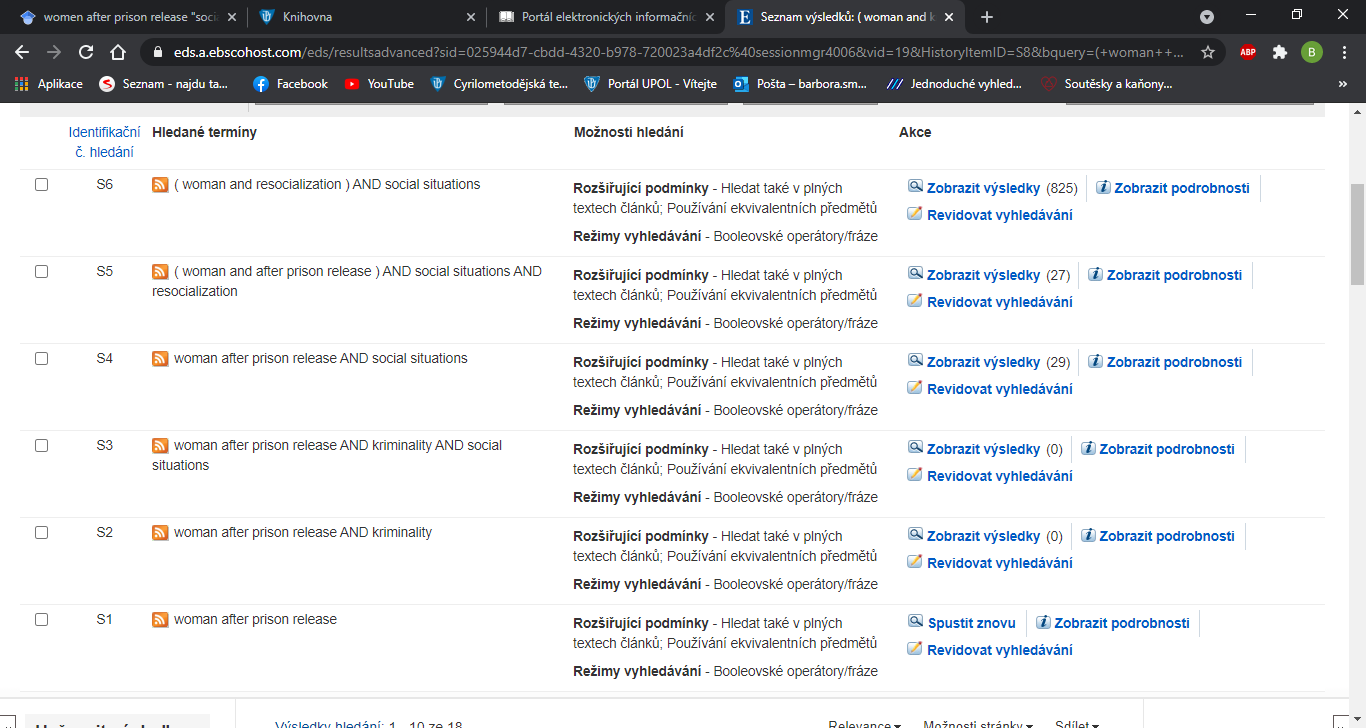 women after prison release "soci
Knihovna
Portál elektronických informačníc
Seznam výsledků: ( woman and
eds.a.ebscohost.com/eds/resultsadvanced?sid=025944d7-cbdd-4320-b978-720023a4df2c%40sessionmgr4006&vid=19&HistoryItemID=S8&bquery=(+woman++...
ABP
B
Aplikace
Seznam - najdu ta...
Facebook
YouTube
Cyrilometodějská te...
Portál UPOL - Vítejte
Pošta – barbora.sm...
Jednoduché vyhled...
Soutěsky a kaňony...
Identifikační
č. hledání
Hledané termíny
Možnosti hledání
Akce
S6
( woman and resocialization ) AND social situations
Rozšiřující podmínky - Hledat také v plných
textech článků; Používání ekvivalentních předmětů
Režimy vyhledávání - Booleovské operátory/fráze
Zobrazit výsledky (825)
Zobrazit podrobnosti
Revidovat vyhledávání
S5
( woman and after prison release ) AND social situations AND
resocialization
Rozšiřující podmínky - Hledat také v plných
textech článků; Používání ekvivalentních předmětů
Režimy vyhledávání - Booleovské operátory/fráze
Zobrazit výsledky (27)
Zobrazit podrobnosti
Revidovat vyhledávání
S4
woman after prison release AND social situations
Rozšiřující podmínky - Hledat také v plných
textech článků; Používání ekvivalentních předmětů
Režimy vyhledávání - Booleovské operátory/fráze
Zobrazit výsledky (29)
Zobrazit podrobnosti
Revidovat vyhledávání
S3
woman after prison release AND kriminality AND social
situations
Rozšiřující podmínky - Hledat také v plných
textech článků; Používání ekvivalentních předmětů
Režimy vyhledávání - Booleovské operátory/fráze
Zobrazit výsledky (0)
Zobrazit podrobnosti
Revidovat vyhledávání
S2
woman after prison release AND kriminality
Rozšiřující podmínky - Hledat také v plných
textech článků; Používání ekvivalentních předmětů
Režimy vyhledávání - Booleovské operátory/fráze
Zobrazit výsledky (0)
Zobrazit podrobnosti
Revidovat vyhledávání
S1
woman after prison release
Rozšiřující podmínky - Hledat také v plných
textech článků; Používání ekvivalentních předmětů
Režimy vyhledávání - Booleovské operátory/fráze
Spustit znovu
Zobrazit podrobnosti
Revidovat vyhledávání
Výsledky hledání: 1 - 10 ze 18
Relevance
Možnosti stránky
Sdílet